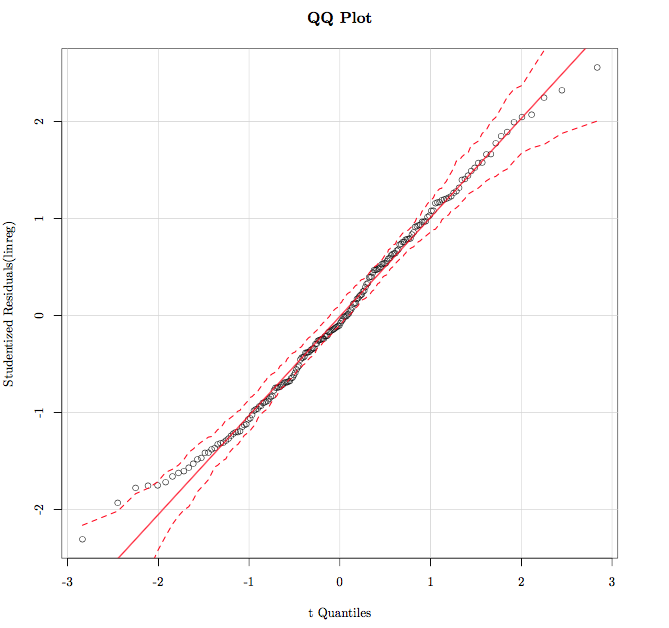 QQ Plot
Studentized Residuals(linreg)
2
1
0
-1
-2
-3 -2 -1 0 1 2 3
t Quantiles